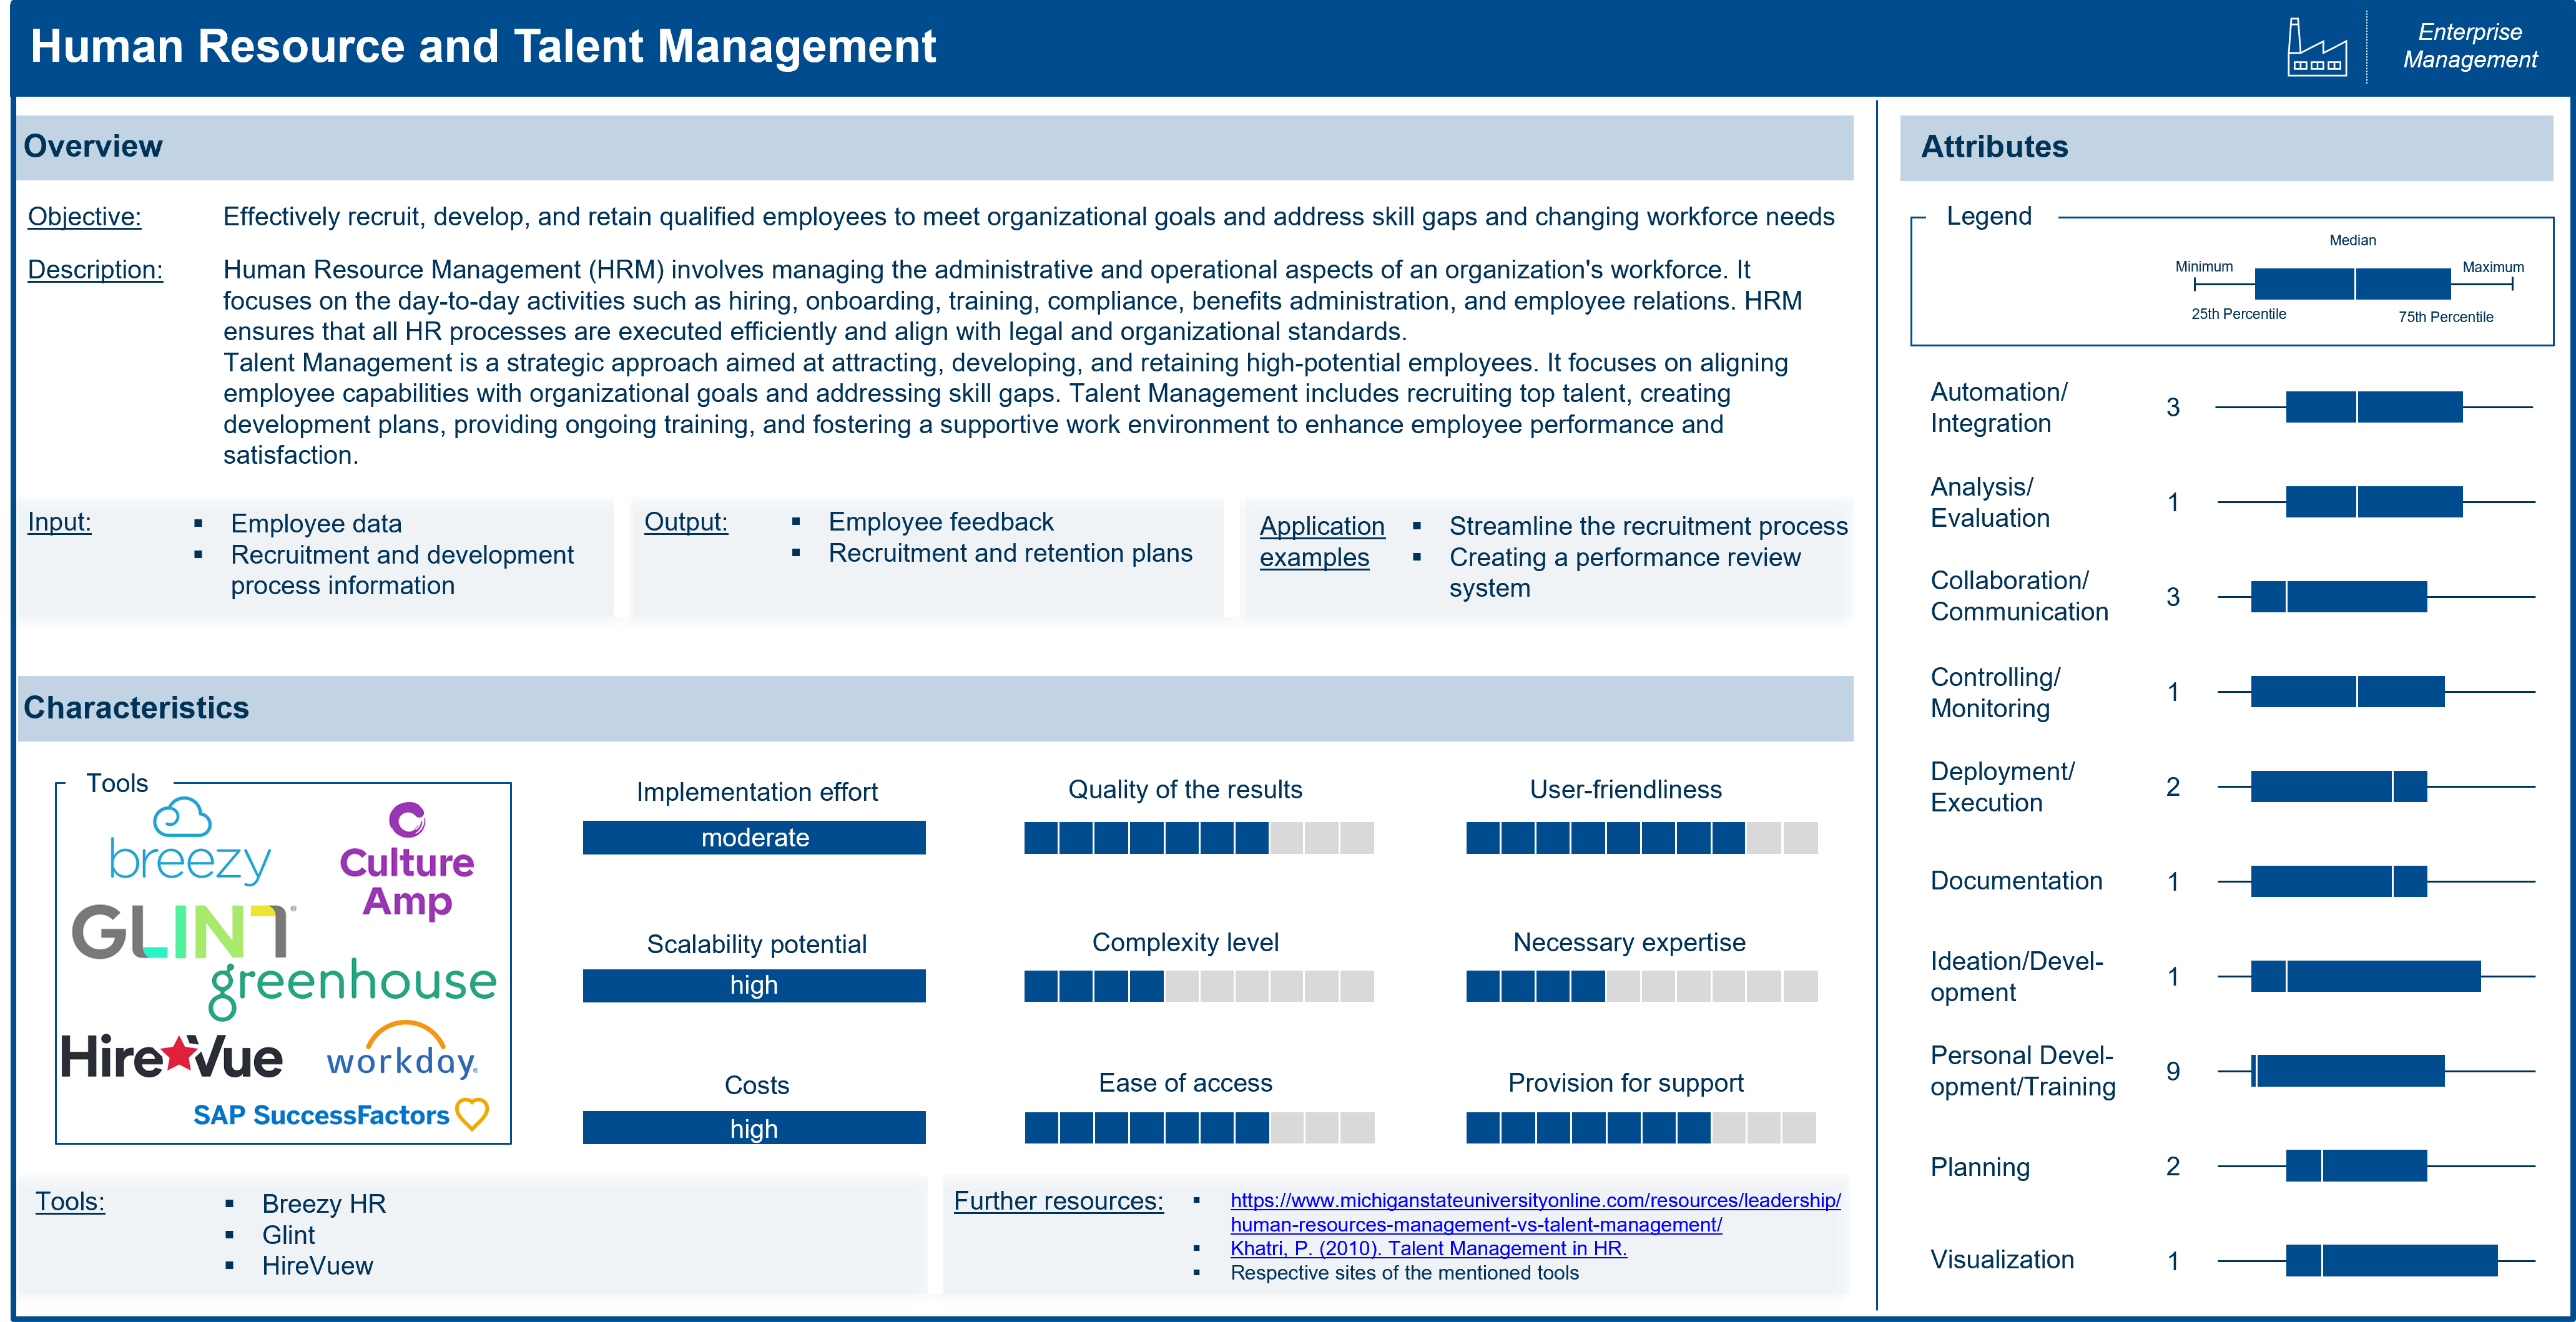 Human Resource and Talent Management
Enterprise
Management
Overview
Objective:
Effectively recruit, develop, and retain qualified employees to meet organizational goals and address skill gaps and changing workforce needs
Description:
Human Resource Management (HRM) involves managing the administrative and operational aspects of an organization's workforce. It
focuses on the day-to-day activities such as hiring, onboarding, training, compliance, benefits administration, and employee relations. HRM
ensures that all HR processes are executed efficiently and align with legal and organizational standards.
Talent Management is a strategic approach aimed at attracting, developing, and retaining high-potential employees. It focuses on aligning
employee capabilities with organizational goals and addressing skill gaps. Talent Management includes recruiting top talent, creating
development plans, providing ongoing training, and fostering a supportive work environment to enhance employee performance and
satisfaction.
Input:
▪ Employee data
▪ Recruitment and development
process information
Output:
▪ Employee feedback
▪ Recruitment and retention plans
Application
examples
▪ Streamline the recruitment process
▪ Creating a performance review
system
Characteristics
Tools
breezy
Culture
Amp
GLINT®
greenhouse
HireVue
workday.
SAP SuccessFactors
Implementation effort
moderate
Quality of the results
User-friendliness
Scalability potential
high
Complexity level
Necessary expertise
Costs
high
Ease of access
Provision for support
Tools:
▪ Breezy HR
▪ Glint
▪ HireVuew
Further resources:
▪ https://www.michiganstateuniversityonline.com/resources/leadership/
human-resources-management-vs-talent-management/
▪ Khatri, P. (2010). Talent Management in HR.
▪ Respective sites of the mentioned tools
Attributes
Legend
Median
Minimum
Maximum
25th Percentile
75th Percentile
Automation/
Integration
3
Analysis/
Evaluation
1
Collaboration/
Communication
3
Controlling/
Monitoring
1
Deployment/
Execution
2
Documentation
1
Ideation/Devel-
opment
1
Personal Devel-
opment/Training
9
Planning
2
Visualization
1